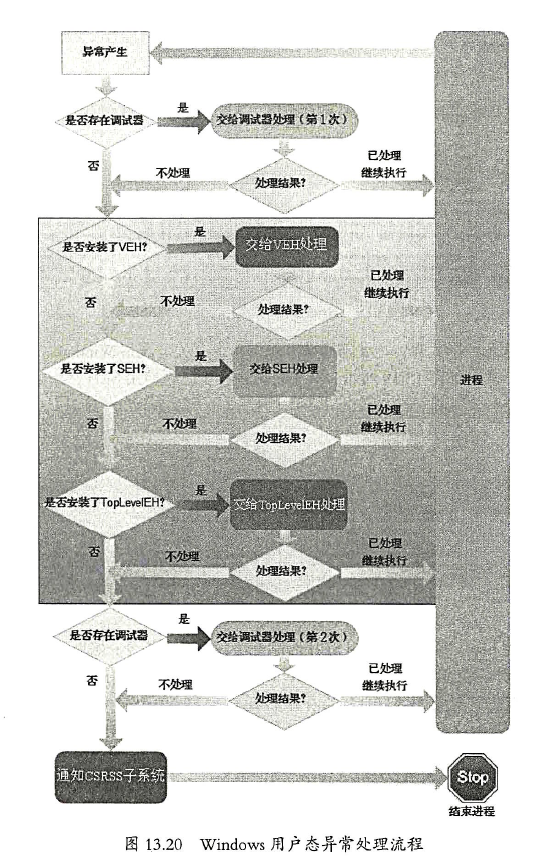 异常产生
是否存在调试器
是
交给调试器处理（第1次）
否
不处理
处理结果?
已处理
继续执行
是否安装了VEH?
是
交给VEH处理
否
不处理
处理结果?
已处理
继续执行
是否安装了SEH?
是
交给SEH处理
进程
否
不处理
处理结果?
已处理
继续执行
是否安装了TopLevelEH?
是
交给TopLevelEH处理
否
不处理
处理结果?
已处理
继续执行
是否存在调试器
是
交给调试器处理（第2次）
否
不处理
处理结果?
已处理
继续执行
通知CSRSS子系统
Stop
结束进程
图 13.20 Windows 用户态异常处理流程